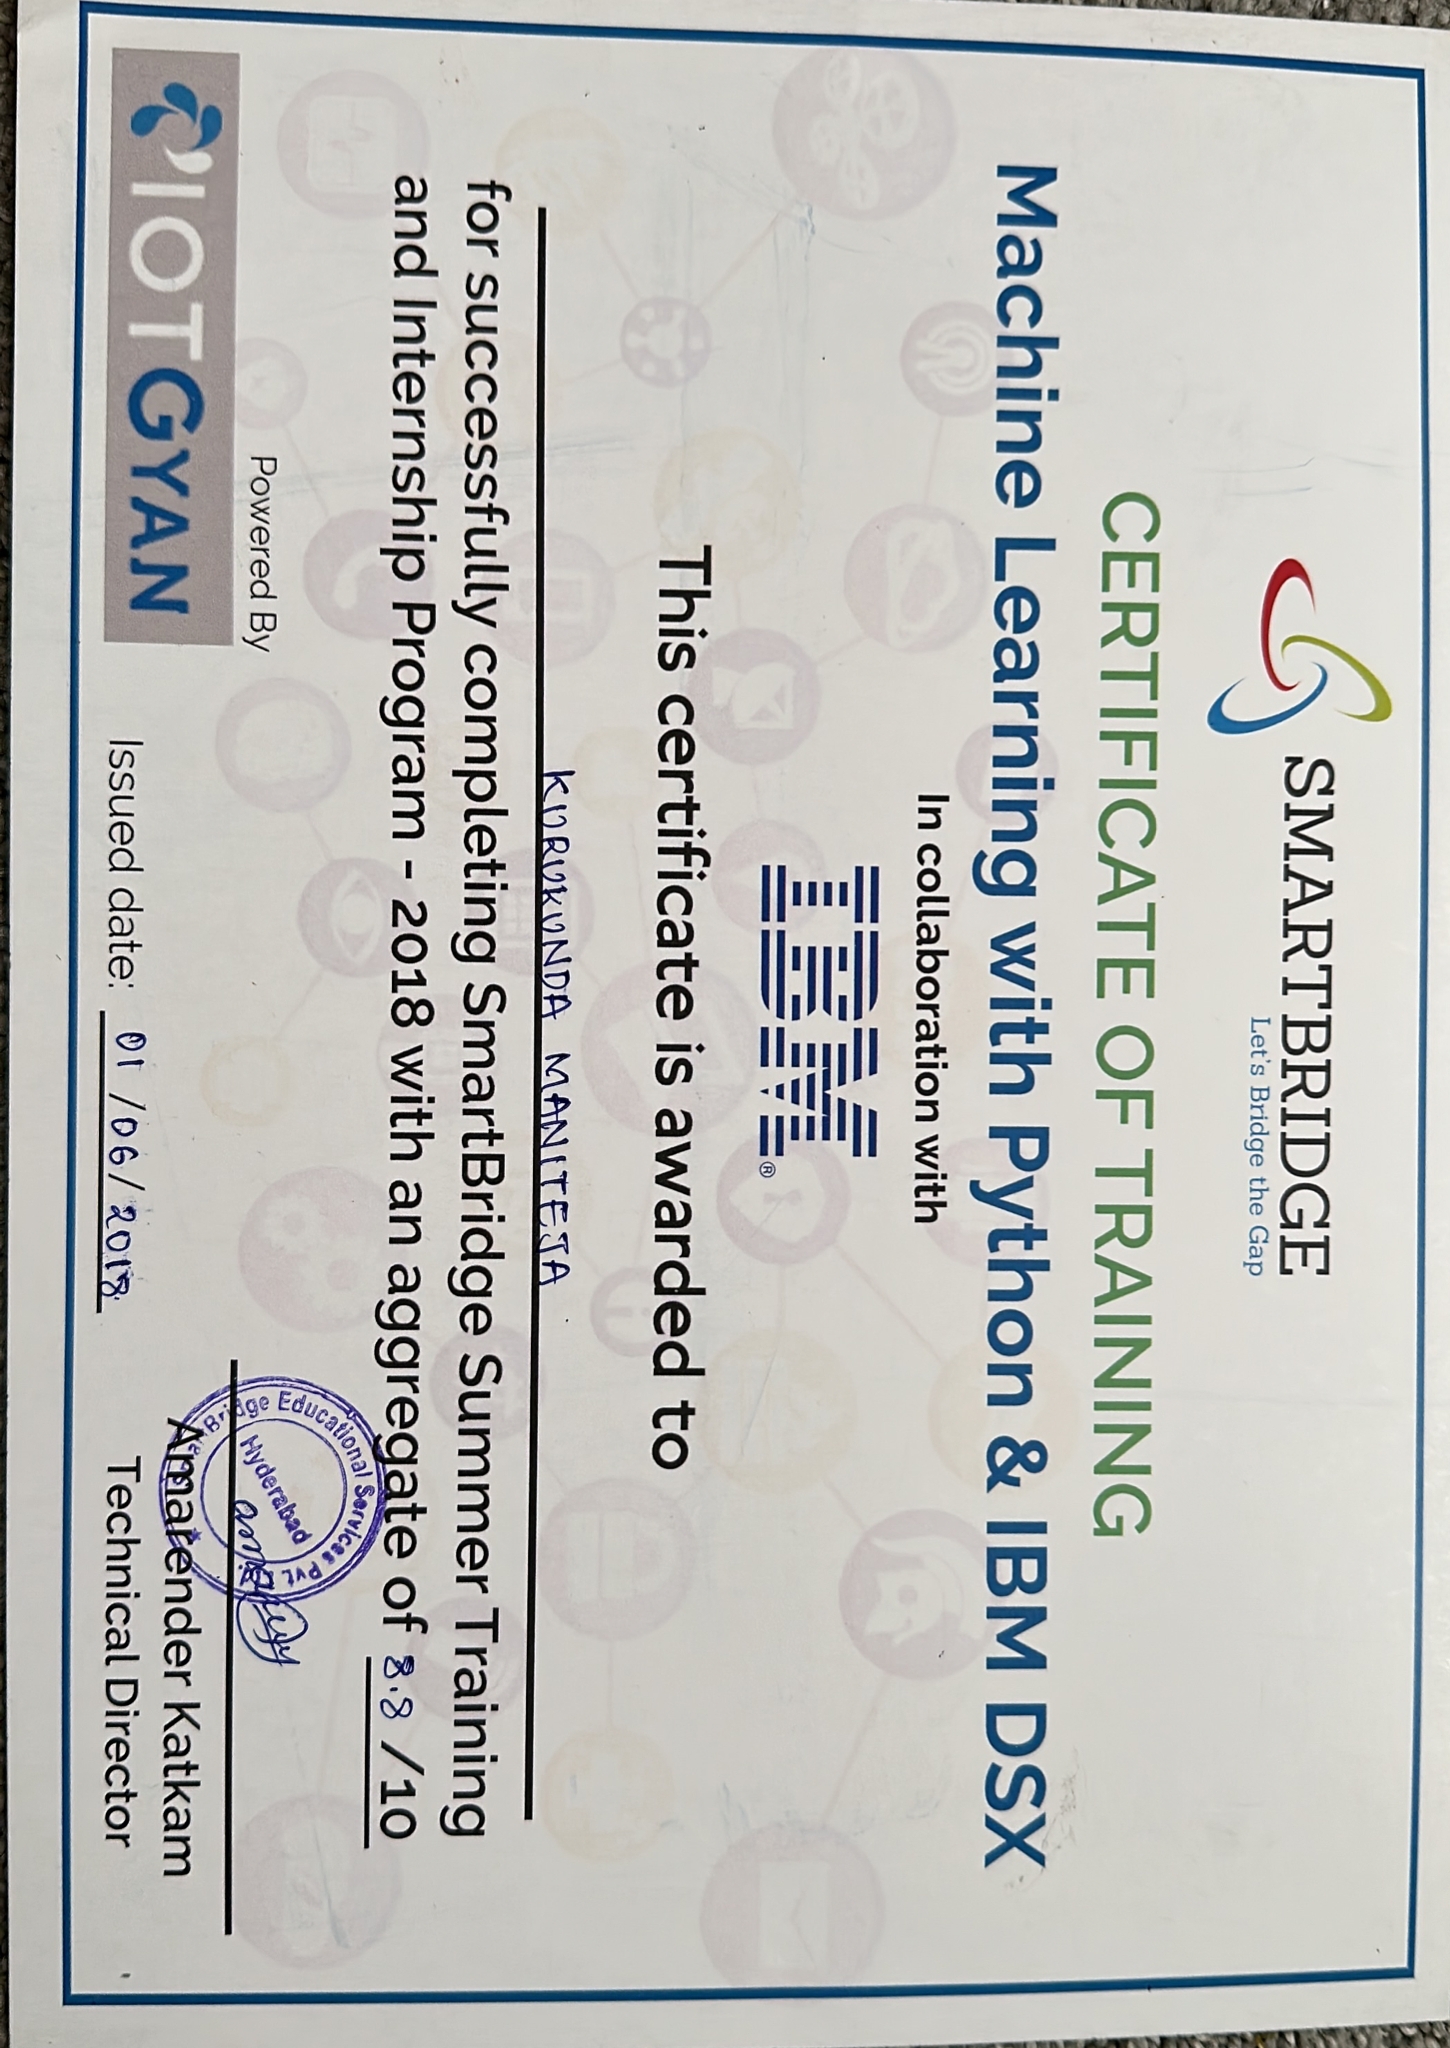 SMARTBRIDGE
Let's Bridge the Gap
CERTIFICATE OF TRAINING
Machine Learning with Python & IBM DSX
In collaboration with
IBM®
This certificate is awarded to
KURUKUNDA MANITEJA
for successfully completing SmartBridge Summer Training
and Internship Program - 2018 with an aggregate of 8.8 /10
Powered By
IOTGYAN
Issued date: 01/06/2018
Bridge Educational Services Pvt.
Hyderabad
Amarender Katkam
Technical Director